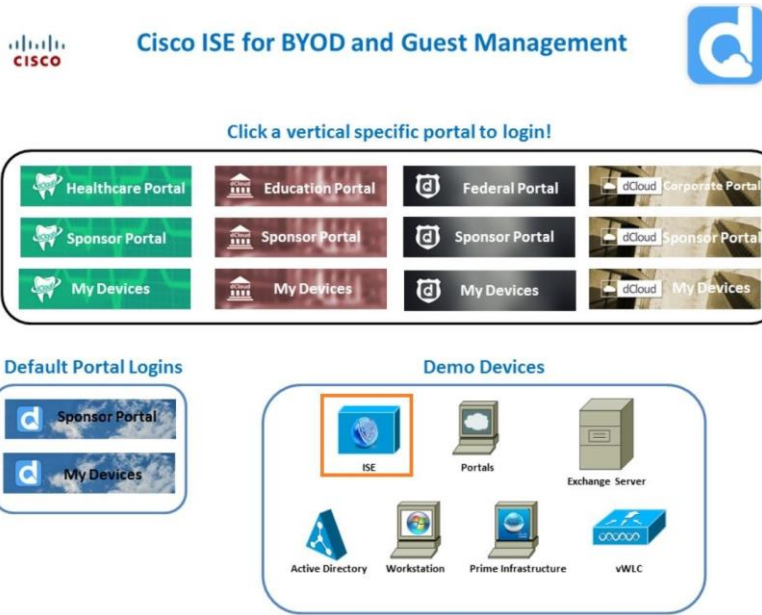 CISCO
Cisco ISE for BYOD and Guest Management
Click a vertical specific portal to login!
Healthcare Portal
Education Portal
Federal Portal
dCloud Corporate Portal
Sponsor Portal
Sponsor Portal
Sponsor Portal
dCloud Sponsor Portal
My Devices
My Devices
My Devices
dCloud My Devices
Default Portal Logins
Sponsor Portal
My Devices
Demo Devices
ISE
Portals
Exchange Server
Active Directory
Workstation
Prime Infrastructure
vWLC